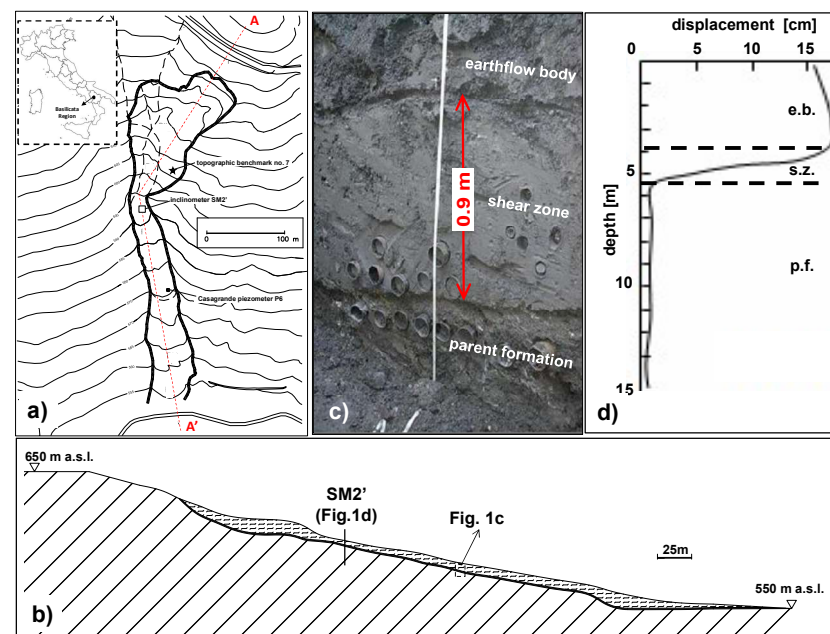 Basilicata
Region
A
topographic benchmark no. 7
inclinometer SM2'
0 100 m
Casagrande piezometer P6
a)
A'
earthflow body
0.9 m
shear zone
parent formation
c)
displacement [cm]
0 5 10 15
e.b.
s.z.
5
depth [m]
p.f.
10
15
d)
650 m a.s.l.
SM2'
(Fig.1d)
Fig. 1c
25m
550 m a.s.l.
b)